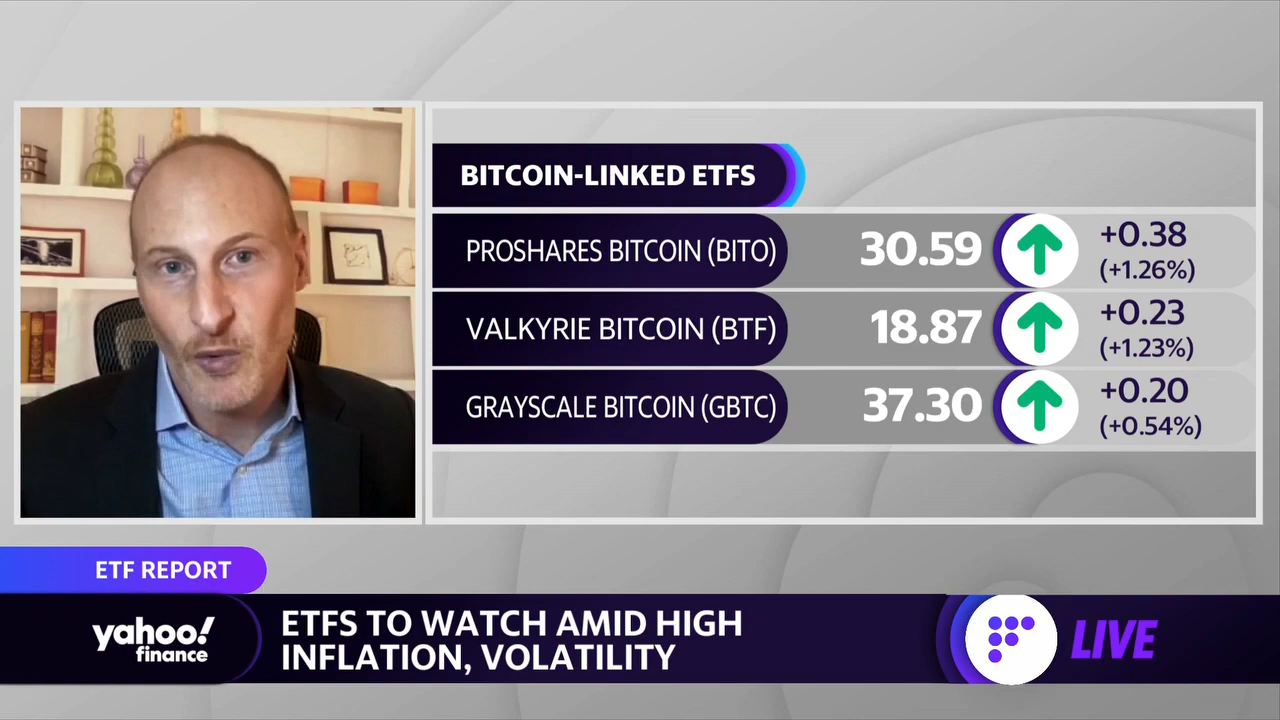 BITCOIN-LINKED ETFS
PROSHARES BITCOIN (BITO) 30.59 +0.38
(+1.26%)
VALKYRIE BITCOIN (BTF) 18.87 +0.23
(+1.23%)
GRAYSCALE BITCOIN (GBTC) 37.30 +0.20
(+0.54%)
ETF REPORT
yahoo!
finance
ETFS TO WATCH AMID HIGH
INFLATION, VOLATILITY
LIVE